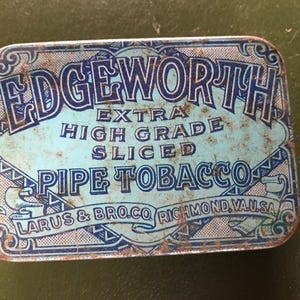 EDGEWORTH
EXTRA
HIGH GRADE
SLICED
PIPE TOBACCO
LARUS & BRO.CO. RICHMOND,VA.U.S.A.